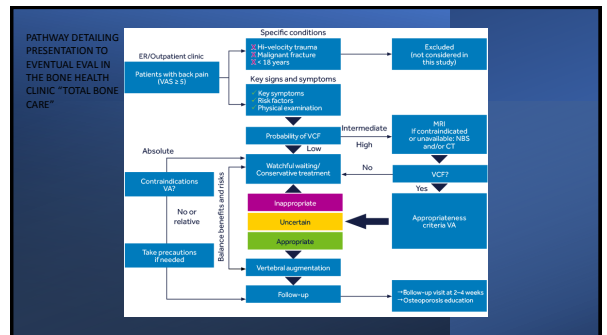 PATHWAY DETAILING
PRESENTATION TO
EVENTUAL EVAL IN
THE BONE HEALTH
CLINIC "TOTAL BONE
CARE"
Specific conditions
Hi-velocity trauma
Malignant fracture
< 18 years
Excluded
(not considered in
this study)
ER/Outpatient clinic
Patients with back pain
(VAS ≥ 5)
Key signs and symptoms
Key symptoms
Risk factors
Physical examination
Probability of VCF
Intermediate
High
Low
MRI
If contraindicated
or unavailable: NBS
and/or CT
Absolute
Watchful waiting/
Conservative treatment
No
VCF?
Yes
Contraindications
VA?
Balance benefits and risks
Inappropriate
Uncertain
Appropriate
Appropriateness
criteria VA
No or
relative
Take precautions
if needed
Vertebral augmentation
Follow-up
→Bollow-up visit at 2–4 weeks
→Osteoporosis education